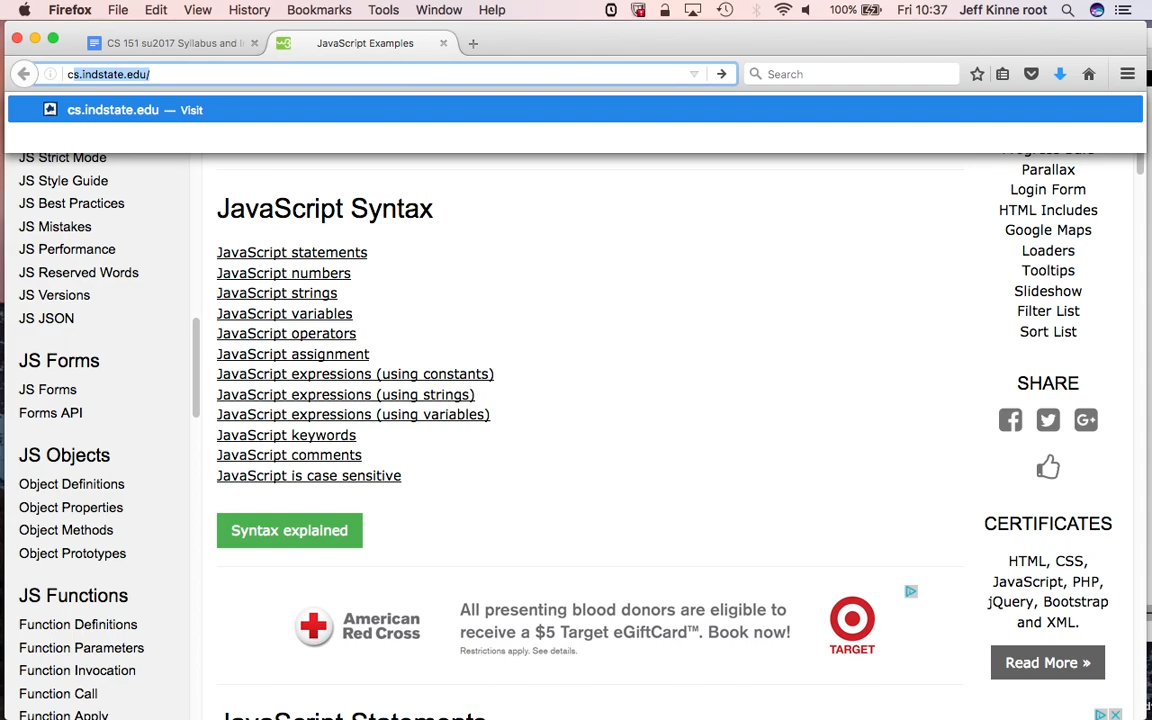 Firefox File Edit View History Bookmarks Tools Window Help 100% Fri 10:37 Jeff Kinne root
CS 151 su2017 Syllabus and I
JavaScript Examples
cs.indstate.edu/
Search
cs.indstate.edu — Visit
JS Strict Mode
JS Style Guide
JS Best Practices
JS Mistakes
JS Performance
JS Reserved Words
JS Versions
JS JSON
JS Forms
JS Forms
Forms API
JS Objects
Object Definitions
Object Properties
Object Methods
Object Prototypes
JS Functions
Function Definitions
Function Parameters
Function Invocation
Function Call
Function Apply
JavaScript Syntax
JavaScript statements
JavaScript numbers
JavaScript strings
JavaScript variables
JavaScript operators
JavaScript assignment
JavaScript expressions (using constants)
JavaScript expressions (using strings)
JavaScript expressions (using variables)
JavaScript keywords
JavaScript comments
JavaScript is case sensitive
Syntax explained
American
Red Cross
All presenting blood donors are eligible to
receive a $5 Target eGiftCard™. Book now!
Restrictions apply. See details.
TARGET
JavaScript Statements
Progress Bars
Parallax
Login Form
HTML Includes
Google Maps
Loaders
Tooltips
Slideshow
Filter List
Sort List
SHARE
CERTIFICATES
HTML, CSS,
JavaScript, PHP,
jQuery, Bootstrap
and XML.
Read More »